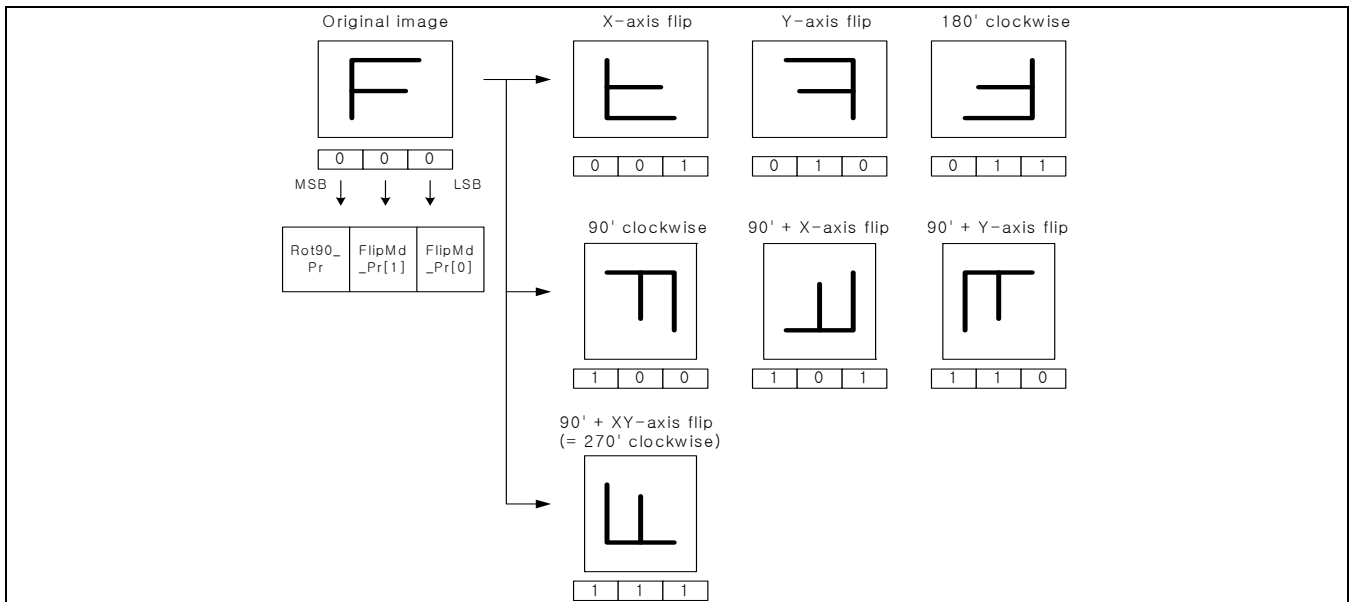 Original image
X-axis flip
Y-axis flip
180' clockwise
0 0 0
0 0 1
0 1 0
0 1 1
MSB
LSB
Rot90_
Pr
FlipMd
_Pr[1]
FlipMd
_Pr[0]
90' clockwise
90' + X-axis flip
90' + Y-axis flip
1 0 0
1 0 1
1 1 0
90' + XY-axis flip
(= 270' clockwise)
1 1 1